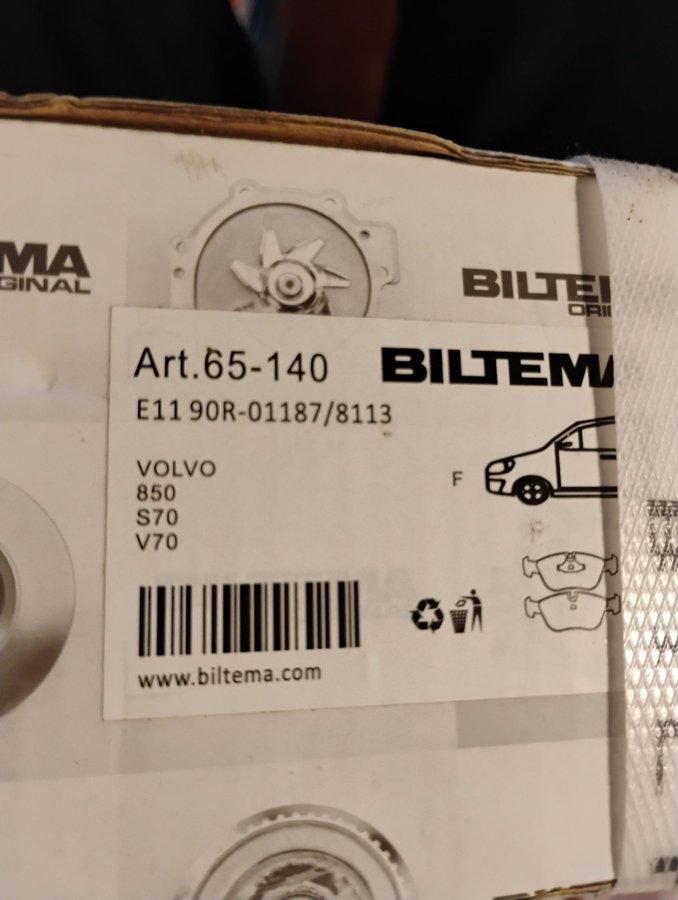 MA
GINAL
BILTE
ORI
Art.65-140
BILTEMA
E11 90R-01187/8113
F
VOLVO
850
S70
V70
www.biltema.com